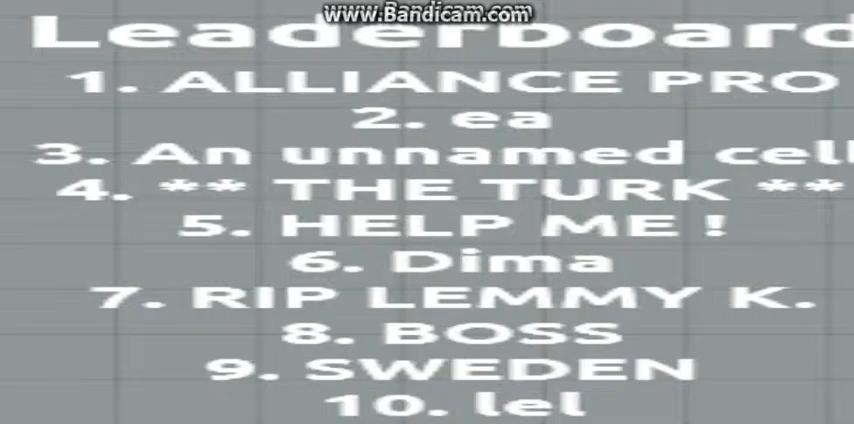 www.Bandicam.com
Leaderboard
1. ALLIANCE PRO
2. ea
3. An unnamed cell
4. ** THE TURK **
5. HELP ME !
6. Dima
7. RIP LEMMY K.
8. BOSS
9. SWEDEN
10. lel